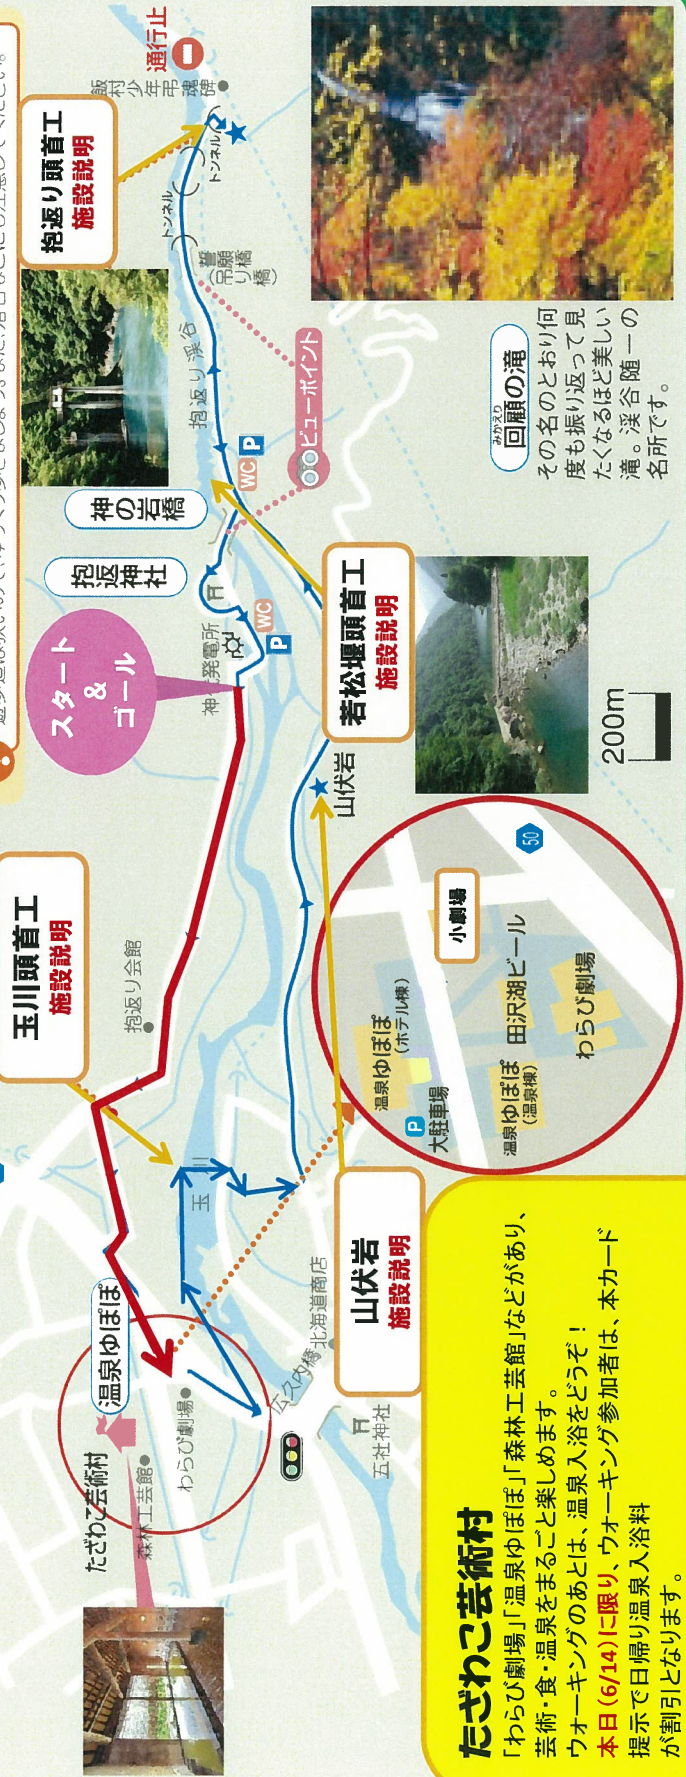 通行止
飯村少年弔魂碑
抱返り頭首工
施設説明
トンネル
トンネル
誓願橋
(吊り橋)
抱返り渓谷
ビューポイント
WC
P
みかえり
回顧の滝
その名のとおり何
度も振り返って見
たくなるほど美しい
滝。渓谷随一の
名所です。
神の岩橋
抱返神社
スタート
&
ゴール
WC
P
若松堰頭首工
施設説明
200m
山伏岩
玉川頭首工
施設説明
抱返り会館
玉川
50
小劇場
温泉ゆぽぽ
(ホテル棟)
P
大駐車場
田沢湖ビール
温泉ゆぽぽ
(温泉棟)
わらび劇場
温泉ゆぽぽ
たざわこ芸術村
森林工芸館
わらび劇場
広久内橋
北海道商店
五社神社
山伏岩
施設説明
たざわこ芸術村
「わらび劇場」「温泉ゆぽぽ」「森林工芸館」などがあり、
芸術・食・温泉をまるごと楽しめます。
ウォーキングのあとは、温泉入浴をどうぞ！
本日(6/14)に限り、ウォーキング参加者は、本カード
提示で日帰り温泉入浴料
が割引となります。